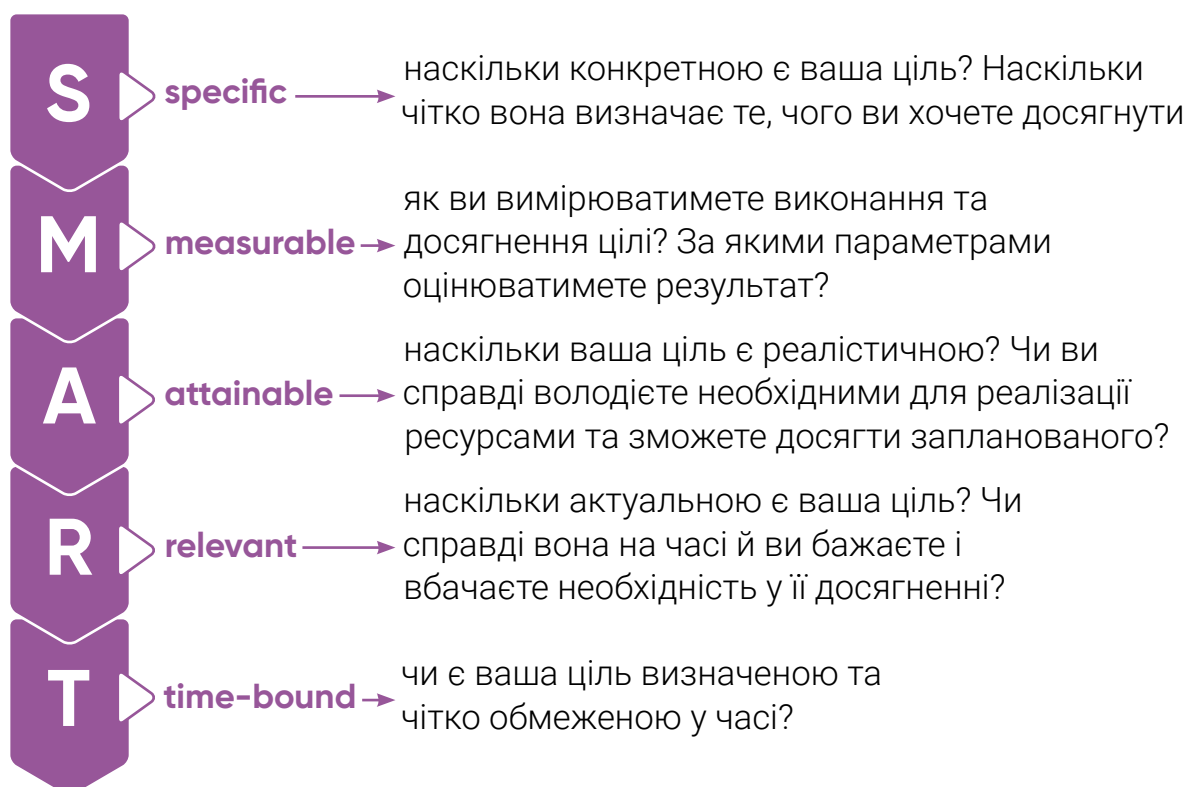 S
specific
наскільки конкретною є ваша ціль? Наскільки
чітко вона визначає те, чого ви хочете досягнути
M
measurable
як ви вимірюватимете виконання та
досягнення цілі? За якими параметрами
оцінюватимете результат?
A
attainable
наскільки ваша ціль є реалістичною? Чи ви
справді володієте необхідними для реалізації
ресурсами та зможете досягти запланованого?
R
relevant
наскільки актуальною є ваша ціль? Чи
справді вона на часі й ви бажаєте і
вбачаєте необхідність у її досягненні?
T
time-bound
чи є ваша ціль визначеною та
чітко обмеженою у часі?